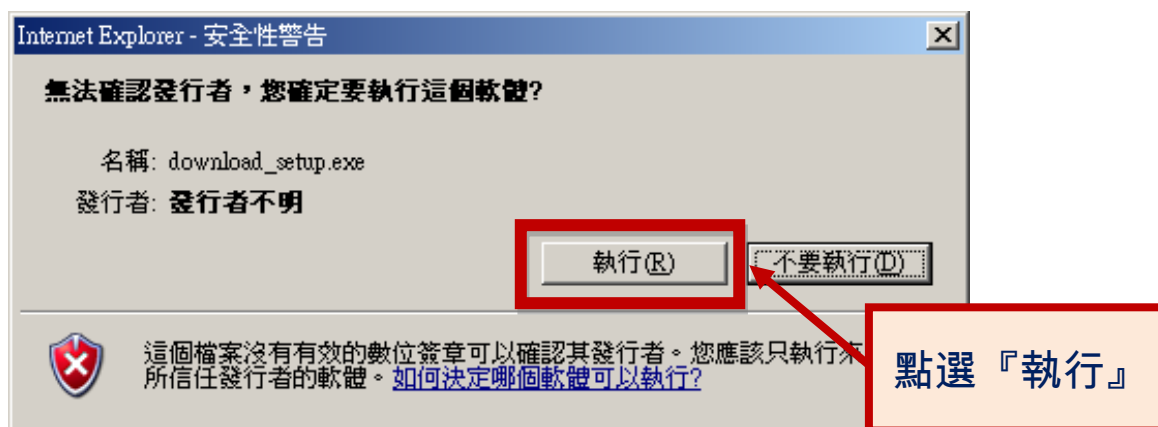 Internet Explorer - 安全性警告
無法確認發行者，您確定要執行這個軟體?
名稱: download_setup.exe
發行者: 發行者不明
執行(R)
不要執行(D)
這個檔案沒有有效的數位簽章可以確認其發行者。您應該只執行來
所信任發行者的軟體。如何決定哪個軟體可以執行?
點選『執行』